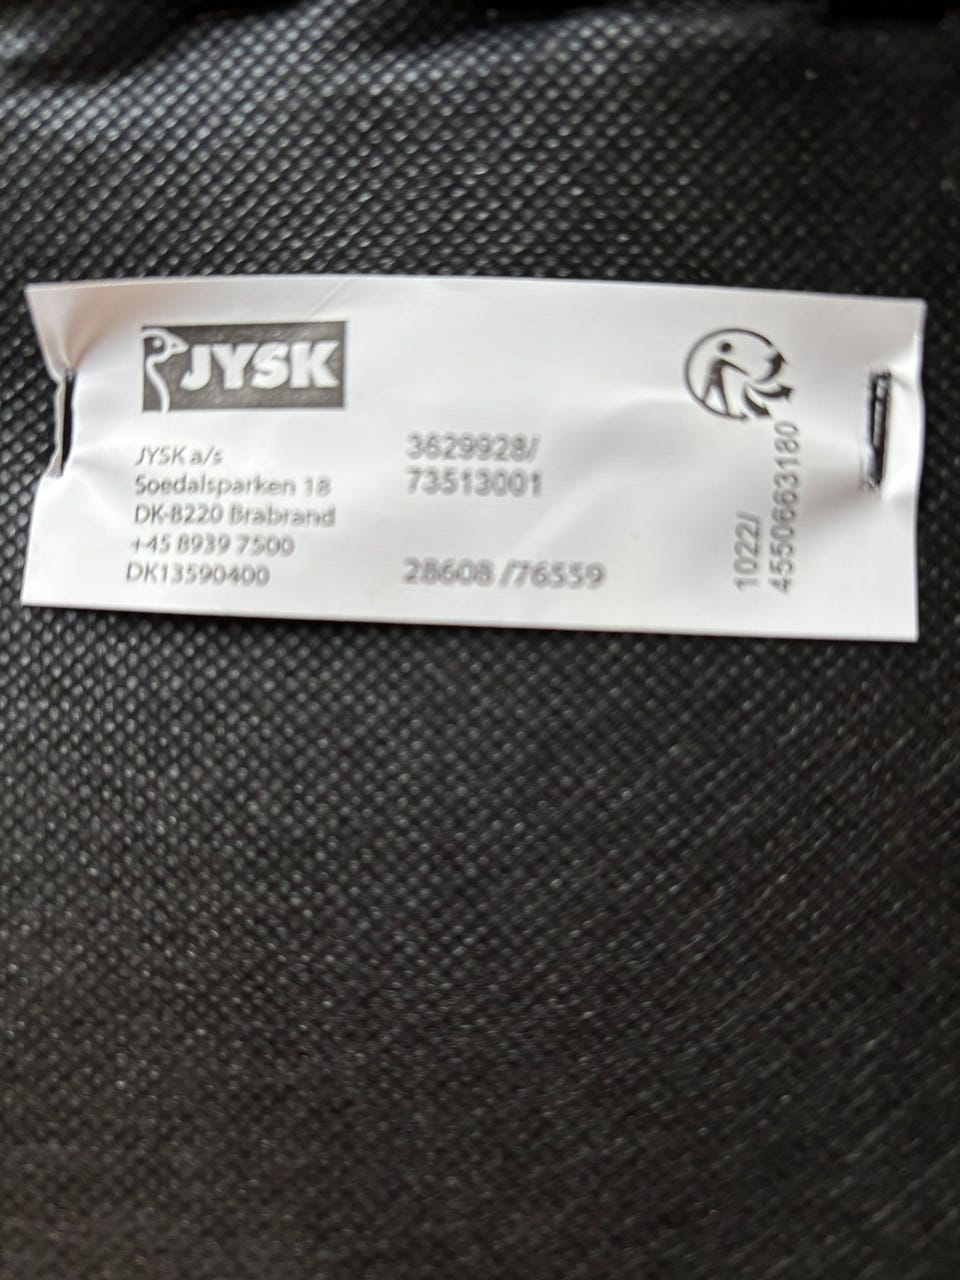 JYSK
JYSK a/s
Soedalsparken 18
DK-8220 Brabrand
+45 8939 7500
DK13590400
3629928/
73513001
28608 /76559
1022/
4550663180